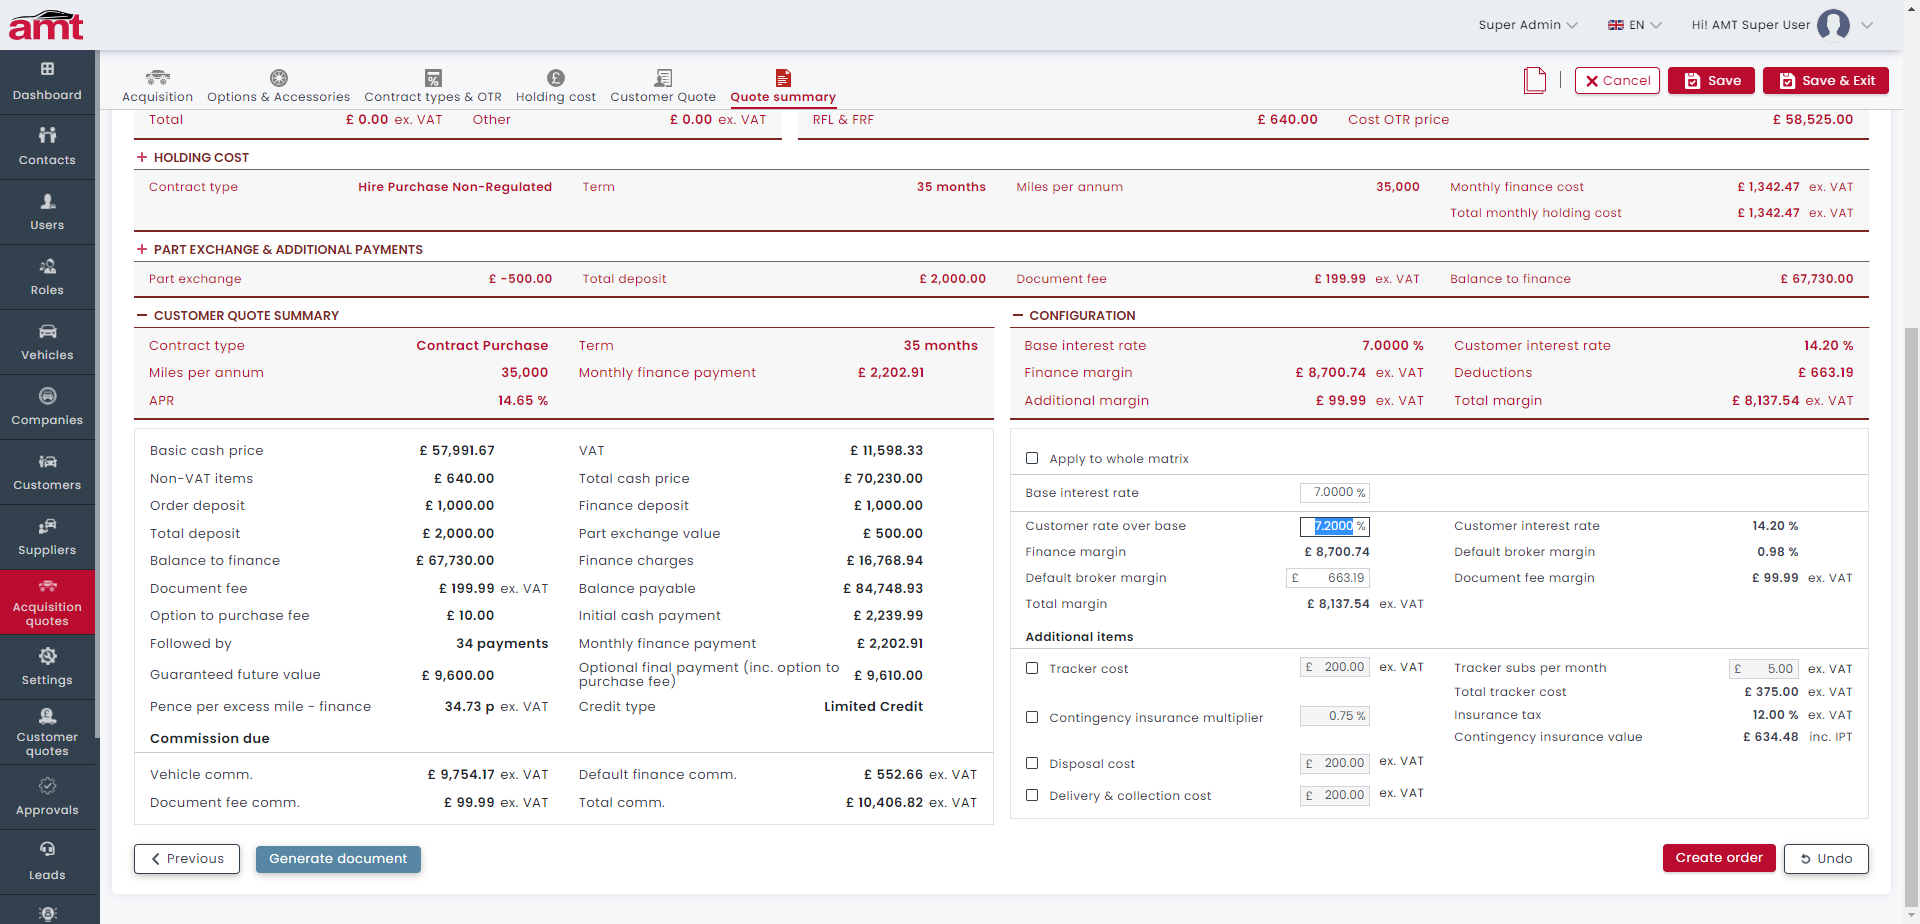 amt
Super Admin
EN
Hi! AMT Super User
Dashboard
Contacts
Users
Roles
Vehicles
Companies
Customers
Suppliers
Acquisition
quotes
Settings
Customer
quotes
Approvals
Leads
Acquisition
Options & Accessories
Contract types & OTR
Holding cost
Customer Quote
Quote summary
Cancel
Save
Save & Exit
Total £ 0.00 ex. VAT Other £ 0.00 ex. VAT
RFL & FRF £ 640.00 Cost OTR price £ 58,525.00
+ HOLDING COST
Contract type Hire Purchase Non-Regulated Term 35 months Miles per annum 35,000 Monthly finance cost £ 1,342.47 ex. VAT
Total monthly holding cost £ 1,342.47 ex. VAT
+ PART EXCHANGE & ADDITIONAL PAYMENTS
Part exchange £ -500.00 Total deposit £ 2,000.00 Document fee £ 199.99 ex. VAT Balance to finance £ 67,730.00
− CUSTOMER QUOTE SUMMARY
Contract type Contract Purchase Term 35 months
Miles per annum 35,000 Monthly finance payment £ 2,202.91
APR 14.65 %
Basic cash price £ 57,991.67 VAT £ 11,598.33
Non-VAT items £ 640.00 Total cash price £ 70,230.00
Order deposit £ 1,000.00 Finance deposit £ 1,000.00
Total deposit £ 2,000.00 Part exchange value £ 500.00
Balance to finance £ 67,730.00 Finance charges £ 16,768.94
Document fee £ 199.99 ex. VAT Balance payable £ 84,748.93
Option to purchase fee £ 10.00 Initial cash payment £ 2,239.99
Followed by 34 payments Monthly finance payment £ 2,202.91
Guaranteed future value £ 9,600.00 Optional final payment (inc. option to
purchase fee) £ 9,610.00
Pence per excess mile - finance 34.73 p ex. VAT Credit type Limited Credit
Commission due
Vehicle comm. £ 9,754.17 ex. VAT Default finance comm. £ 552.66 ex. VAT
Document fee comm. £ 99.99 ex. VAT Total comm. £ 10,406.82 ex. VAT
− CONFIGURATION
Base interest rate 7.0000 % Customer interest rate 14.20 %
Finance margin £ 8,700.74 ex. VAT Deductions £ 663.19
Additional margin £ 99.99 ex. VAT Total margin £ 8,137.54 ex. VAT
Apply to whole matrix
Base interest rate 7.0000 %
Customer rate over base 7.2000 % Customer interest rate 14.20 %
Finance margin £ 8,700.74 Default broker margin 0.98 %
Default broker margin £ 663.19 Document fee margin £ 99.99 ex. VAT
Total margin £ 8,137.54 ex. VAT
Additional items
Tracker cost £ 200.00 ex. VAT Tracker subs per month £ 5.00 ex. VAT
Total tracker cost £ 375.00 ex. VAT
Contingency insurance multiplier 0.75 % Insurance tax 12.00 % ex. VAT
Contingency insurance value £ 634.48 inc. IPT
Disposal cost £ 200.00 ex. VAT
Delivery & collection cost £ 200.00 ex. VAT
Previous
Generate document
Create order
Undo